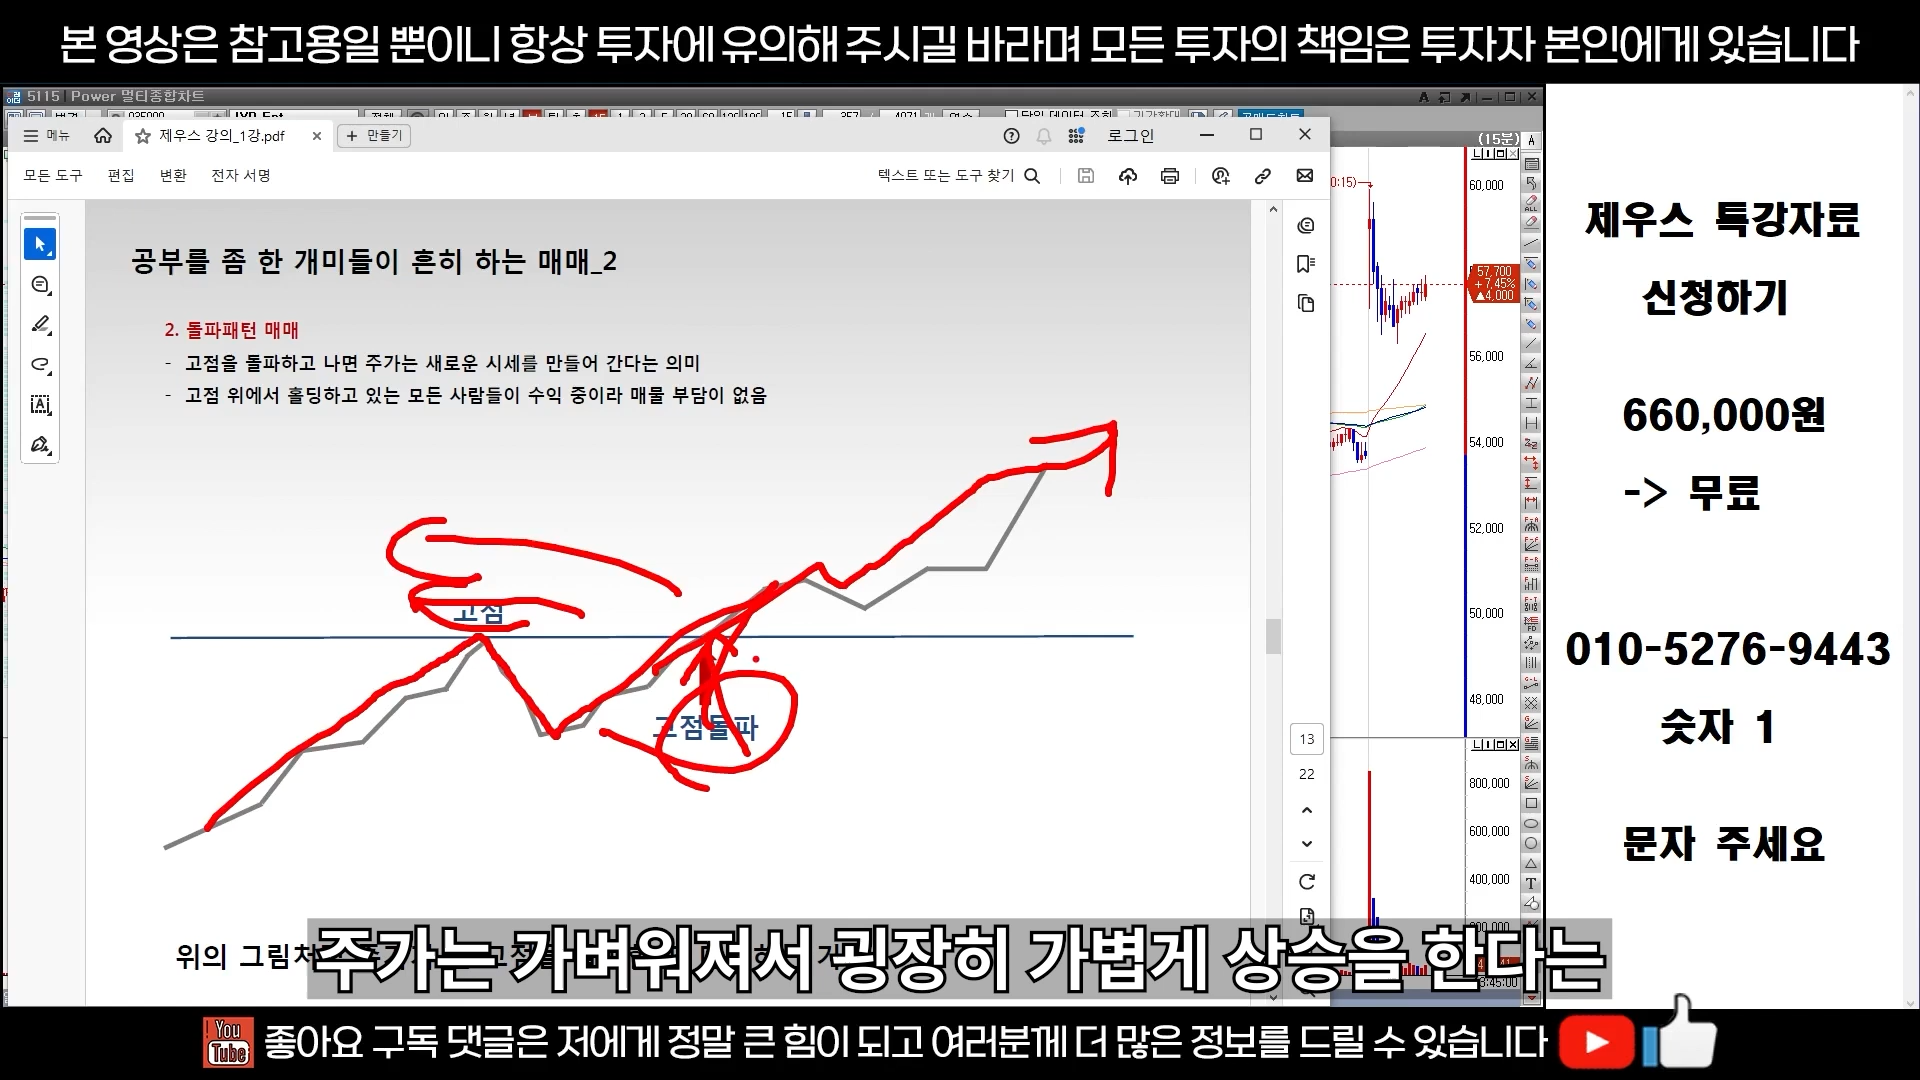 본 영상은 참고용일 뿐이니 항상 투자에 유의해 주시길 바라며 모든 투자의 책임은 투자자 본인에게 있습니다
5115 Power 멀티종합차트
메뉴
제우스 강의_1강.pdf
만들기
로그인
모든 도구 편집 변환 전자 서명
텍스트 또는 도구 찾기
공부를 좀 한 개미들이 흔히 하는 매매_2
2. 돌파패턴 매매
- 고점을 돌파하고 나면 주가는 새로운 시세를 만들어 간다는 의미
- 고점 위에서 홀딩하고 있는 모든 사람들이 수익 중이라 매물 부담이 없음
고점
고점돌파
위의 그림처
13
22
(15분)
0:15)
60,000
57,700
+7.45%
▲4,000
56,000
54,000
52,000
50,000
48,000
800,000
600,000
400,000
제우스 특강자료
신청하기
660,000원
-> 무료
010-5276-9443
숫자 1
문자 주세요
주가는 가벼워져서 굉장히 가볍게 상승을 한다는
You Tube 좋아요 구독 댓글은 저에게 정말 큰 힘이 되고 여러분께 더 많은 정보를 드릴 수 있습니다